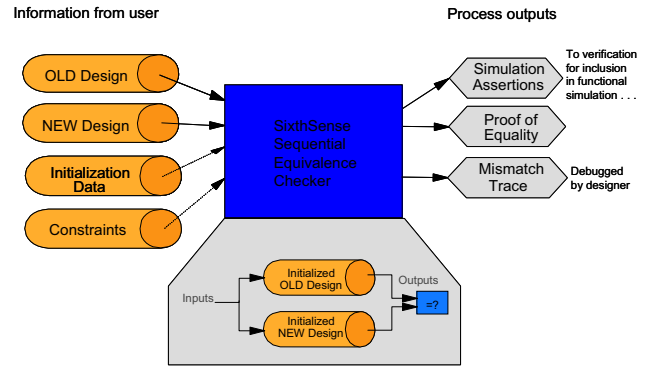 Information from user
Process outputs
OLD Design
NEW Design
Initialization
Data
Constraints
SixthSense
Sequential
Equivalence
Checker
Simulation
Assertions
To verification
for inclusion
in functional
simulation . . .
Proof of
Equality
Mismatch
Trace
Debugged
by designer
Inputs
Initialized
OLD Design
Initialized
NEW Design
Outputs
=?